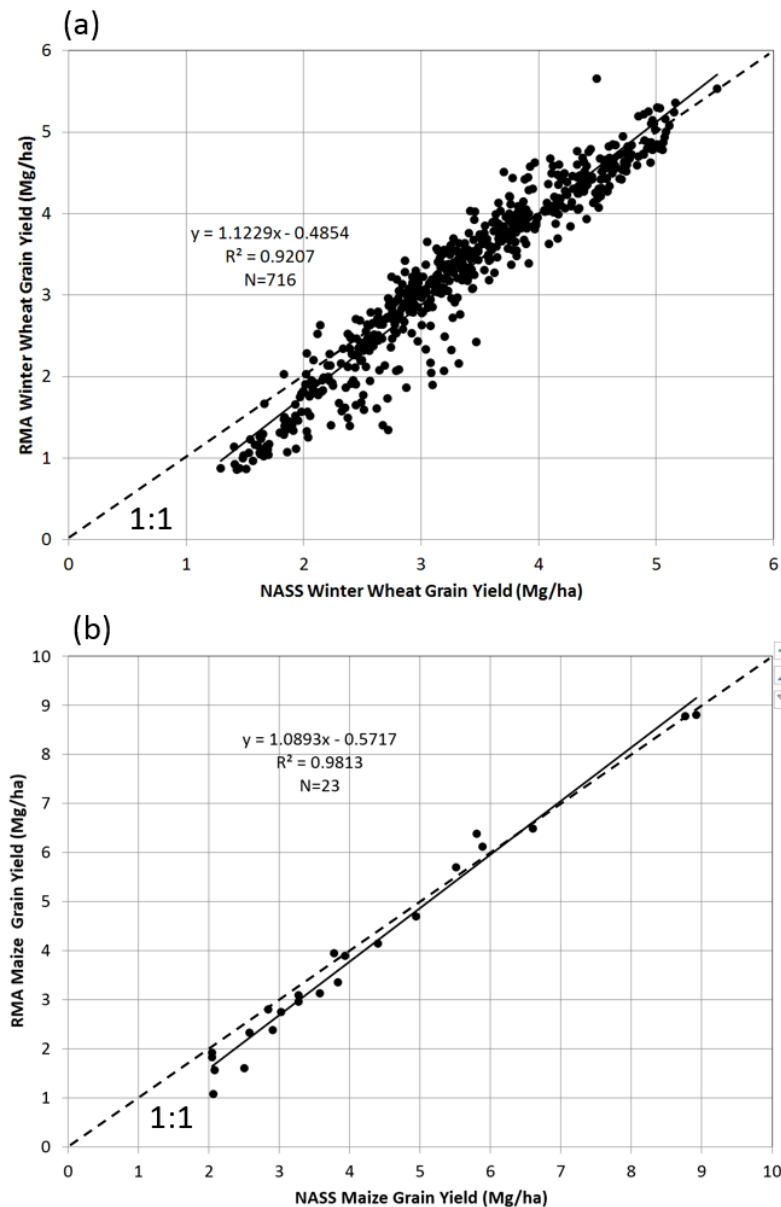 (a)
6
5
4
3
2
1
0
RMA Winter Wheat Grain Yield (Mg/ha)
y = 1.1229x - 0.4854
R² = 0.9207
N=716
1:1
0 1 2 3 4 5 6
NASS Winter Wheat Grain Yield (Mg/ha)
(b)
10
9
8
7
6
5
4
3
2
1
0
RMA Maize Grain Yield (Mg/ha)
y = 1.0893x - 0.5717
R² = 0.9813
N=23
1:1
0 1 2 3 4 5 6 7 8 9 10
NASS Maize Grain Yield (Mg/ha)